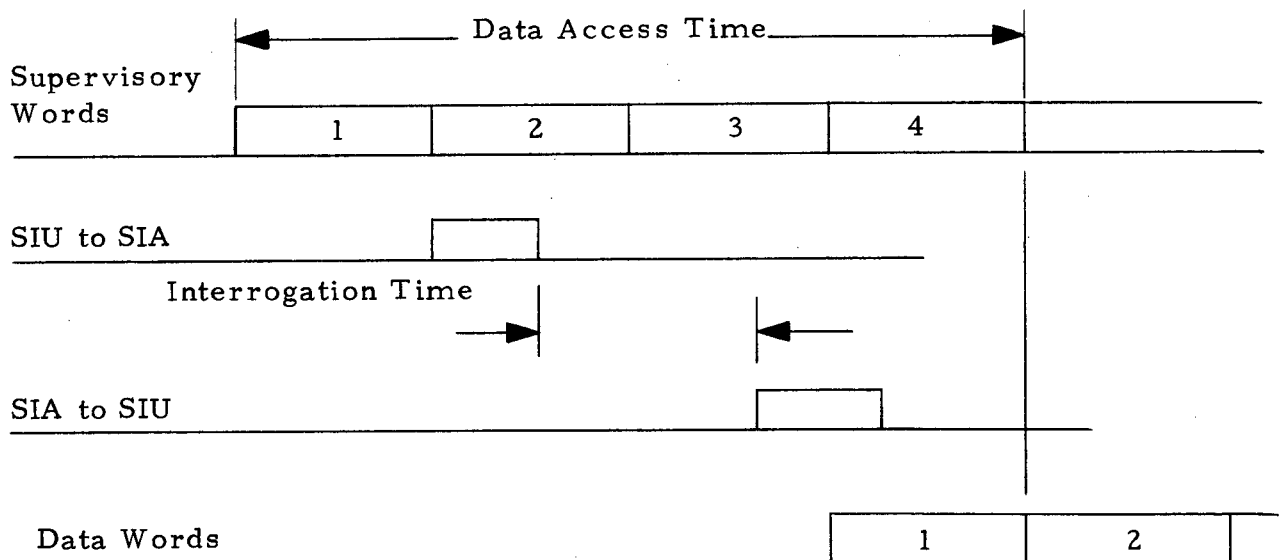 Data Access Time
Supervisory
Words
1 2 3 4
SIU to SIA
Interrogation Time
SIA to SIU
Data Words
1 2